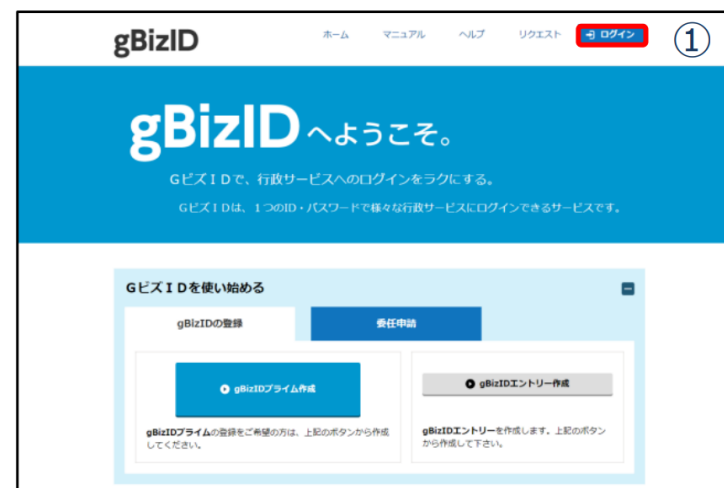 gBizID
ホーム マニュアル ヘルプ リクエスト ログイン ①
gBizIDへようこそ。
GビズIDで、行政サービスへのログインをラクにする。
GビズIDは、1つのID・パスワードで様々な行政サービスにログインできるサービスです。
GビズIDを使い始める
gBizIDの登録 委任申請
gBizIDプライム作成
gBizIDプライムの登録をご希望の方は、上記のボタンから作成
してください。
gBizIDエントリー作成
gBizIDエントリーを作成します。上記のボタン
から作成して下さい。